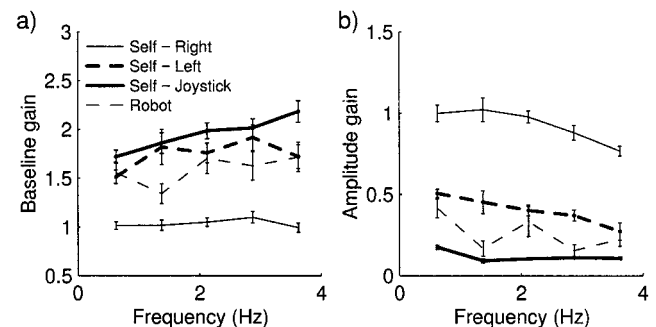 a)
3
2.5
2
1.5
1
0.5
0 2 4
Baseline gain
Frequency (Hz)
Self – Right
Self – Left
Self – Joystick
Robot
b)
1.5
1
0.5
0
0 2 4
Amplitude gain
Frequency (Hz)